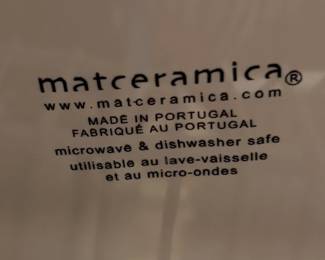 matceramica®
www.matceramica.com
MADE IN PORTUGAL
FABRIQUÉ AU PORTUGAL
microwave & dishwasher safe
utilisable au lave-vaisselle
et au micro-ondes